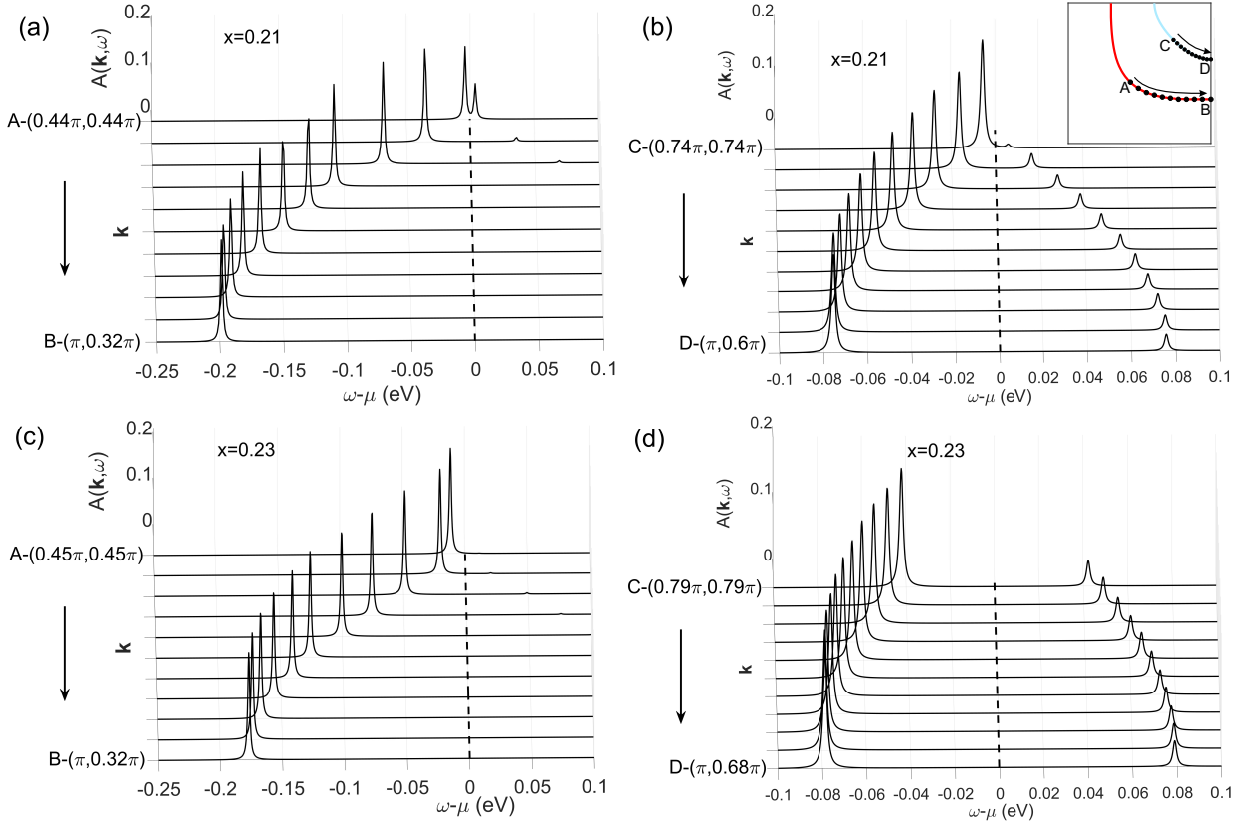 (a)
0.2
x=0.21
0.1
A(k,ω)
0
A-(0.44π,0.44π)
k
B-(π,0.32π)
-0.25 -0.2 -0.15 -0.1 -0.05 0 0.05 0.1
ω-μ (eV)
(b)
0.2
x=0.21
0.1
A(k,ω)
0
C-(0.74π,0.74π)
k
D-(π,0.6π)
-0.1 -0.08 -0.06 -0.04 -0.02 0 0.02 0.04 0.06 0.08 0.1
ω-μ (eV)
C
D
A
B
(c)
0.2
x=0.23
0.1
A(k,ω)
0
A-(0.45π,0.45π)
k
B-(π,0.32π)
-0.25 -0.2 -0.15 -0.1 -0.05 0 0.05 0.1
ω-μ (eV)
(d)
0.2
x=0.23
0.1
A(k,ω)
0
C-(0.79π,0.79π)
k
D-(π,0.68π)
-0.1 -0.08 -0.06 -0.04 -0.02 0 0.02 0.04 0.06 0.08 0.1
ω-μ (eV)